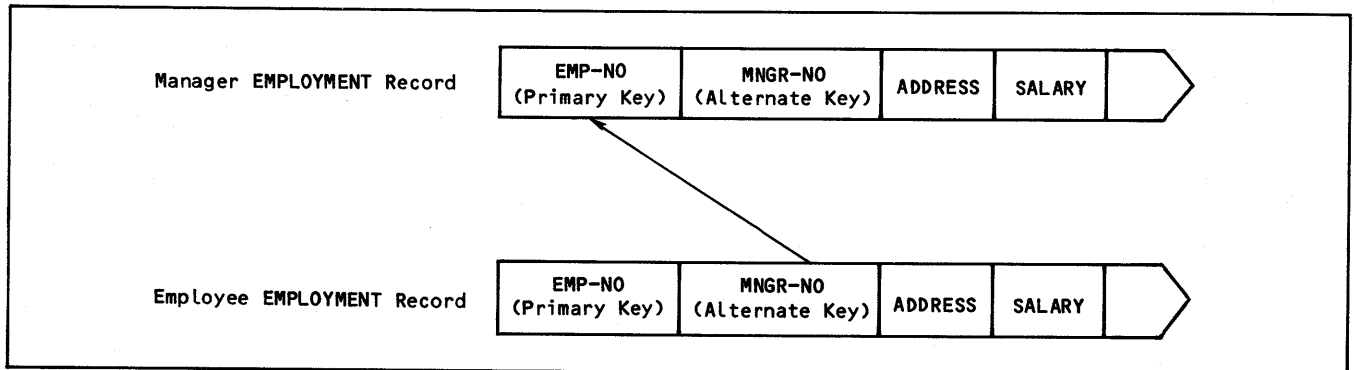 Manager EMPLOYMENT Record
EMP-NO
(Primary Key)
MNGR-NO
(Alternate Key)
ADDRESS
SALARY
Employee EMPLOYMENT Record
EMP-NO
(Primary Key)
MNGR-NO
(Alternate Key)
ADDRESS
SALARY